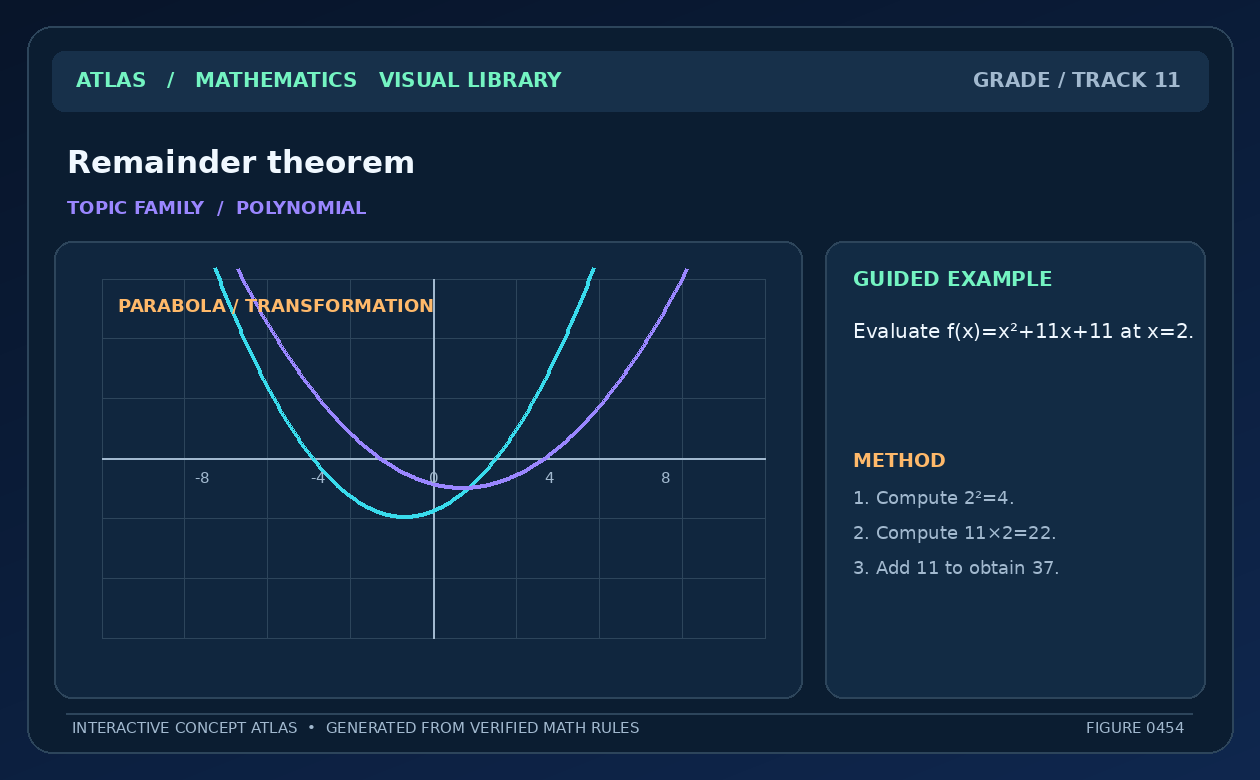 ATLAS / MATHEMATICS VISUAL LIBRARY
GRADE / TRACK 11
Remainder theorem
TOPIC FAMILY / POLYNOMIAL
PARABOLA / TRANSFORMATION
-8 -4 0 4 8
GUIDED EXAMPLE
Evaluate f(x)=x²+11x+11 at x=2.
METHOD
1. Compute 2²=4.
2. Compute 11×2=22.
3. Add 11 to obtain 37.
INTERACTIVE CONCEPT ATLAS • GENERATED FROM VERIFIED MATH RULES
FIGURE 0454